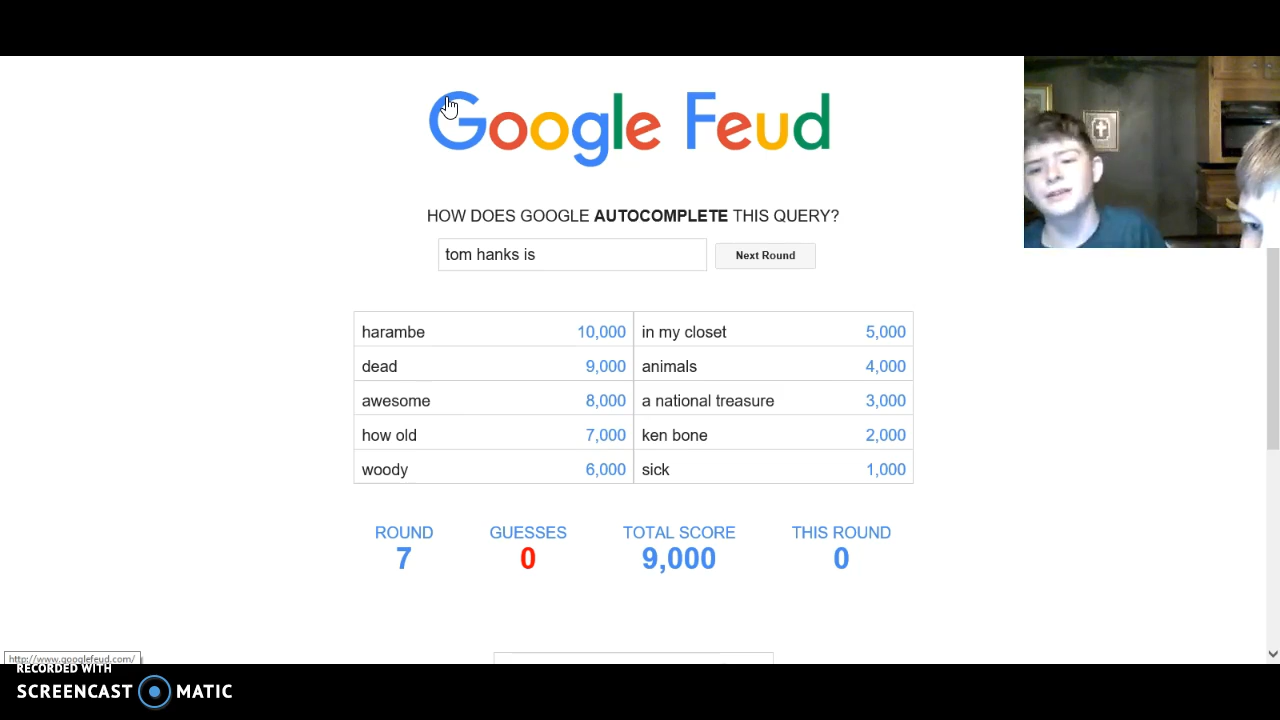 Google Feud
HOW DOES GOOGLE AUTOCOMPLETE THIS QUERY?
tom hanks is
Next Round
harambe 10,000 in my closet 5,000
dead 9,000 animals 4,000
awesome 8,000 a national treasure 3,000
how old 7,000 ken bone 2,000
woody 6,000 sick 1,000
ROUND GUESSES TOTAL SCORE THIS ROUND
7 0 9,000 0
http://www.googlefeud.com/
RECORDED WITH
SCREENCAST MATIC